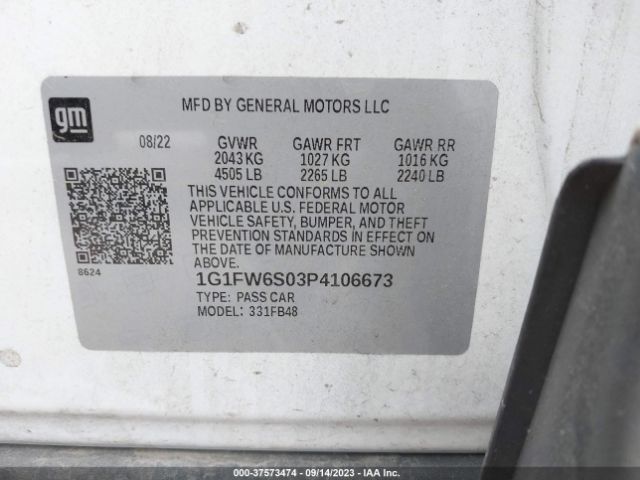 gm
MFD BY GENERAL MOTORS LLC
08/22 GVWR GAWR FRT GAWR RR
2043 KG 1027 KG 1016 KG
4505 LB 2265 LB 2240 LB
THIS VEHICLE CONFORMS TO ALL
APPLICABLE U.S. FEDERAL MOTOR
VEHICLE SAFETY, BUMPER, AND THEFT
PREVENTION STANDARDS IN EFFECT ON
THE DATE OF MANUFACTURE SHOWN
ABOVE.
8624
1G1FW6S03P4106673
TYPE: PASS CAR
MODEL: 331FB48
000-37573474 | 09/14/2023 | IAA Inc.